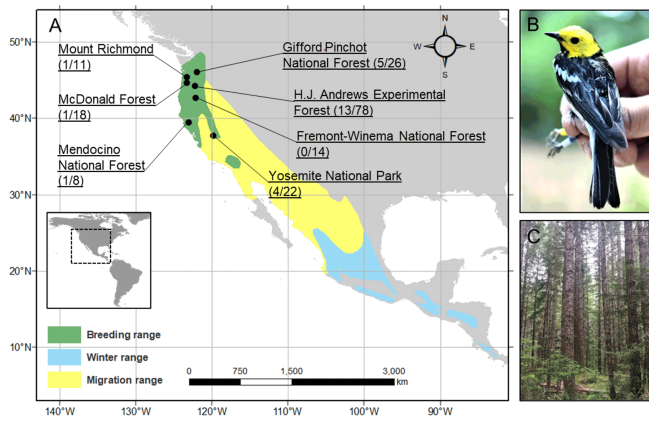 A
B
C
N
W
E
S
50°N
40°N
30°N
20°N
10°N
Mount Richmond
(1/11)
McDonald Forest
(1/18)
Mendocino
National Forest
(1/8)
Gifford Pinchot
National Forest (5/26)
H.J. Andrews Experimental
Forest (13/78)
Fremont-Winema National Forest
(0/14)
Yosemite National Park
(4/22)
Breeding range
Winter range
Migration range
0 750 1,500 3,000
km
140°W 130°W 120°W 110°W 100°W 90°W